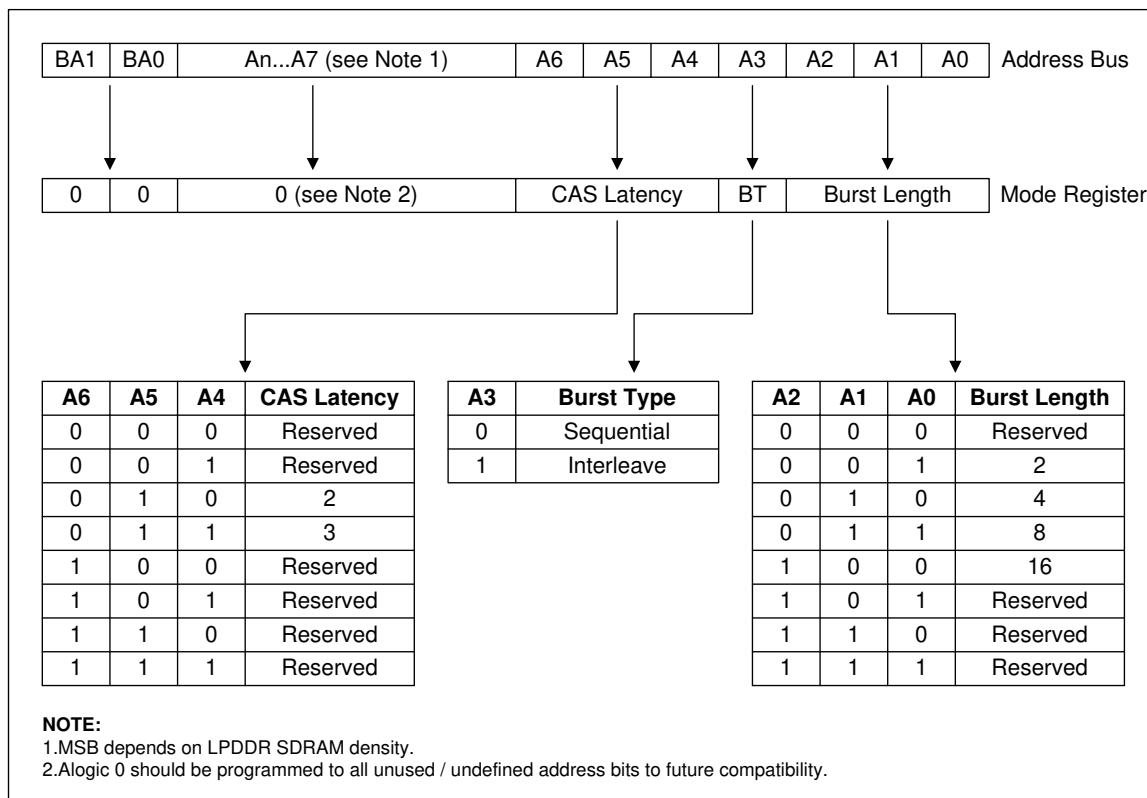 BA1 BA0 An...A7 (see Note 1) A6 A5 A4 A3 A2 A1 A0 Address Bus
0 0 0 (see Note 2) CAS Latency BT Burst Length Mode Register
A6 A5 A4 CAS Latency
0 0 0 Reserved
0 0 1 Reserved
0 1 0 2
0 1 1 3
1 0 0 Reserved
1 0 1 Reserved
1 1 0 Reserved
1 1 1 Reserved
A3 Burst Type
0 Sequential
1 Interleave
A2 A1 A0 Burst Length
0 0 0 Reserved
0 0 1 2
0 1 0 4
0 1 1 8
1 0 0 16
1 0 1 Reserved
1 1 0 Reserved
1 1 1 Reserved
NOTE:
1.MSB depends on LPDDR SDRAM density.
2.Alogic 0 should be programmed to all unused / undefined address bits to future compatibility.